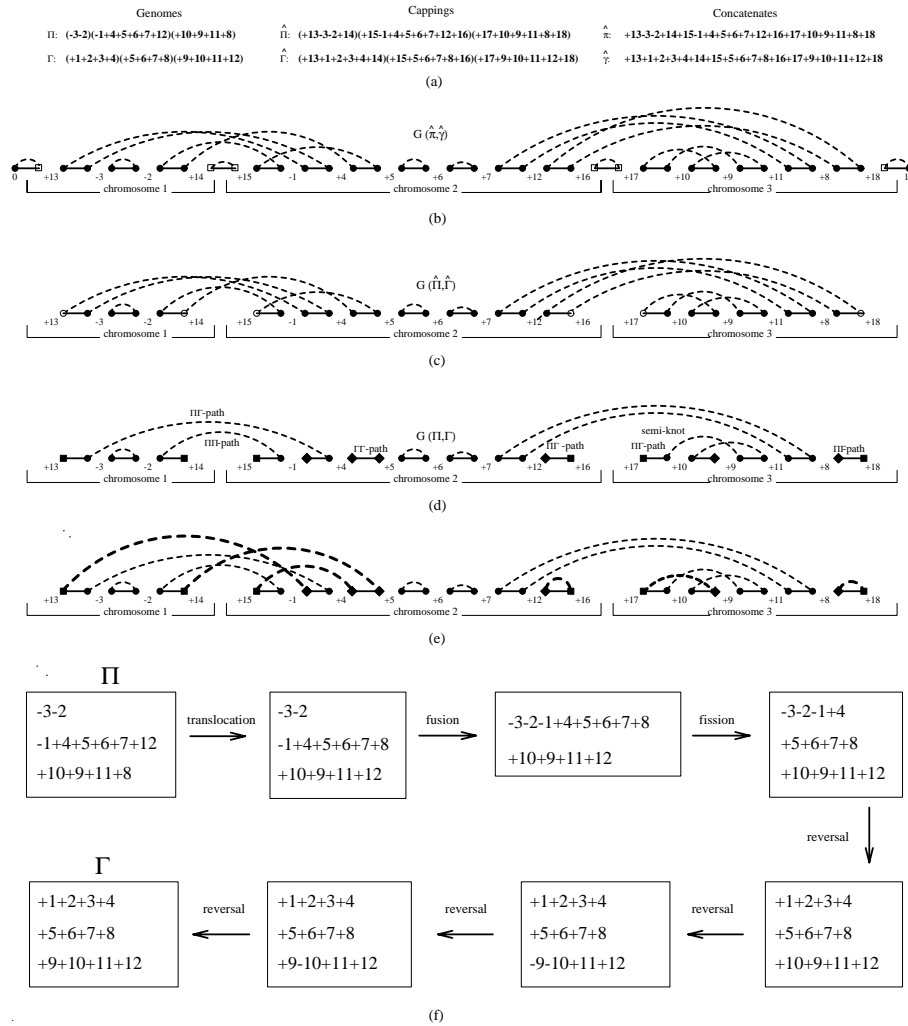 Genomes Cappings Concatenates
Π: (-3-2)(-1+4+5+6+7+12)(+10+9+11+8) Π̂: (+13-3-2+14)(+15-1+4+5+6+7+12+16)(+17+10+9+11+8+18) π̂: +13-3-2+14+15-1+4+5+6+7+12+16+17+10+9+11+8+18
Γ: (+1+2+3+4)(+5+6+7+8)(+9+10+11+12) Γ̂: (+13+1+2+3+4+14)(+15+5+6+7+8+16)(+17+9+10+11+12+18) γ̂: +13+1+2+3+4+14+15+5+6+7+8+16+17+9+10+11+12+18
(a)
G (π̂,γ̂)
0 +13 -3 -2 +14 +15 -1 +4 +5 +6 +7 +12 +16 +17 +10 +9 +11 +8 +18 1
chromosome 1 chromosome 2 chromosome 3
(b)
G (Π̂,Γ̂)
+13 -3 -2 +14 +15 -1 +4 +5 +6 +7 +12 +16 +17 +10 +9 +11 +8 +18
chromosome 1 chromosome 2 chromosome 3
(c)
ΠΓ-path
ΠΠ-path ΓΓ-path G (Π,Γ) ΠΓ -path semi-knot
ΠΓ-path ΠΓ-path
+13 -3 -2 +14 +15 -1 +4 +5 +6 +7 +12 +16 +17 +10 +9 +11 +8 +18
chromosome 1 chromosome 2 chromosome 3
(d)
+13 -3 -2 +14 +15 -1 +4 +5 +6 +7 +12 +16 +17 +10 +9 +11 +8 +18
chromosome 1 chromosome 2 chromosome 3
(e)
Π
-3-2
-1+4+5+6+7+12
+10+9+11+8
translocation
-3-2
-1+4+5+6+7+8
+10+9+11+12
fusion
-3-2-1+4+5+6+7+8
+10+9+11+12
fission
-3-2-1+4
+5+6+7+8
+10+9+11+12
reversal
Γ
+1+2+3+4
+5+6+7+8
+9+10+11+12
reversal
+1+2+3+4
+5+6+7+8
+9-10+11+12
reversal
+1+2+3+4
+5+6+7+8
-9-10+11+12
reversal
+1+2+3+4
+5+6+7+8
+10+9+11+12
(f)